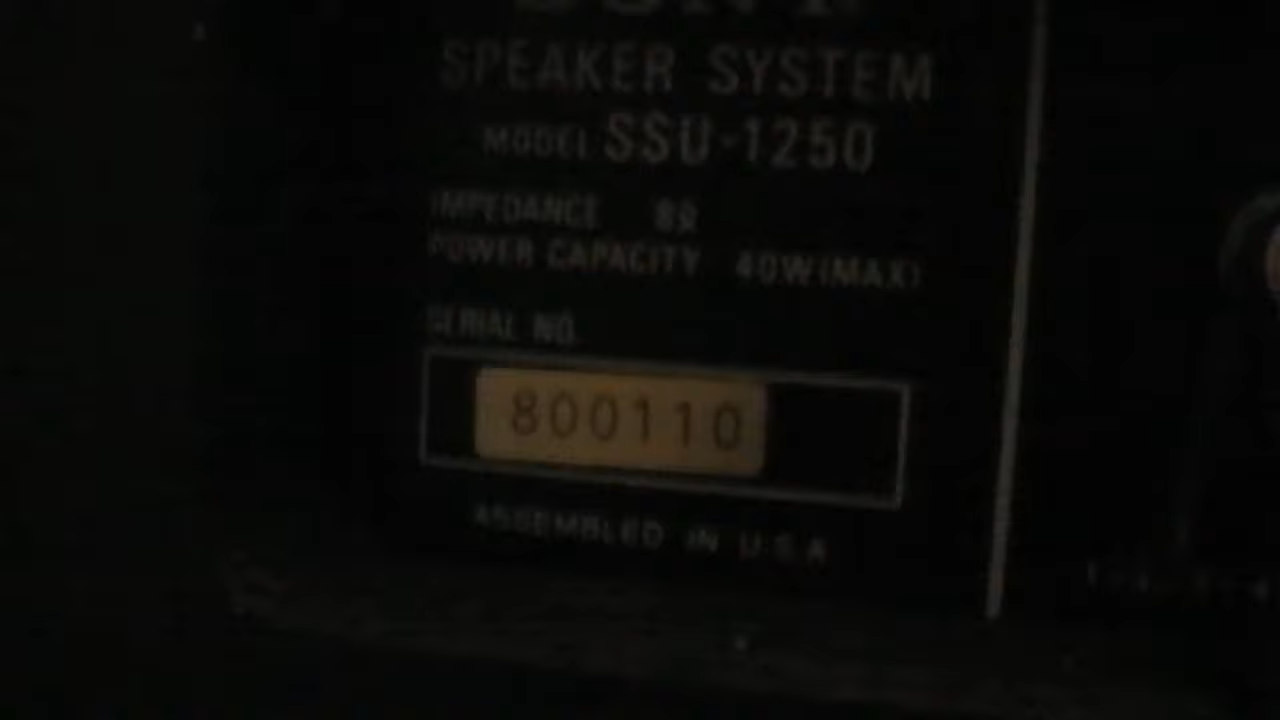 SPEAKER SYSTEM
MODEL SSU-1250
IMPEDANCE 8Ω
POWER CAPACITY 40W(MAX)
SERIAL NO.
800110
ASSEMBLED IN U.S.A